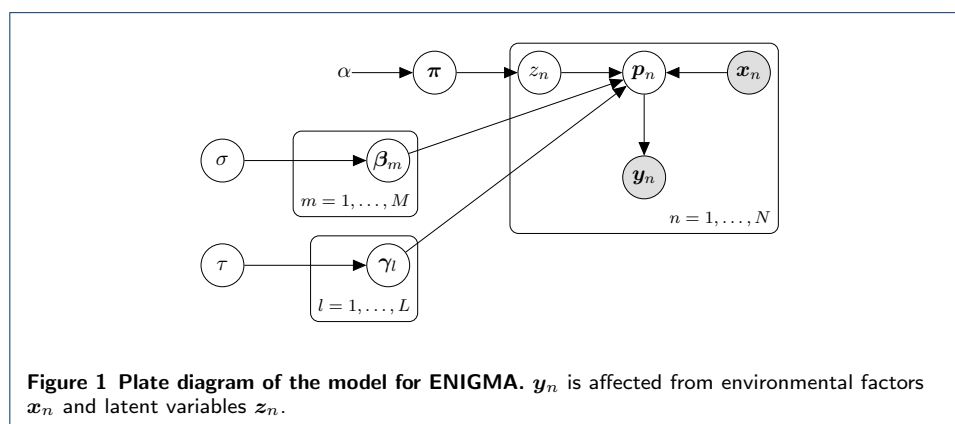 α π z_n p_n x_n
σ β_m y_n
m = 1, . . . , M
n = 1, . . . , N
τ γ_l
l = 1, . . . , L
Figure 1 Plate diagram of the model for ENIGMA. y_n is affected from environmental factors
x_n and latent variables z_n.